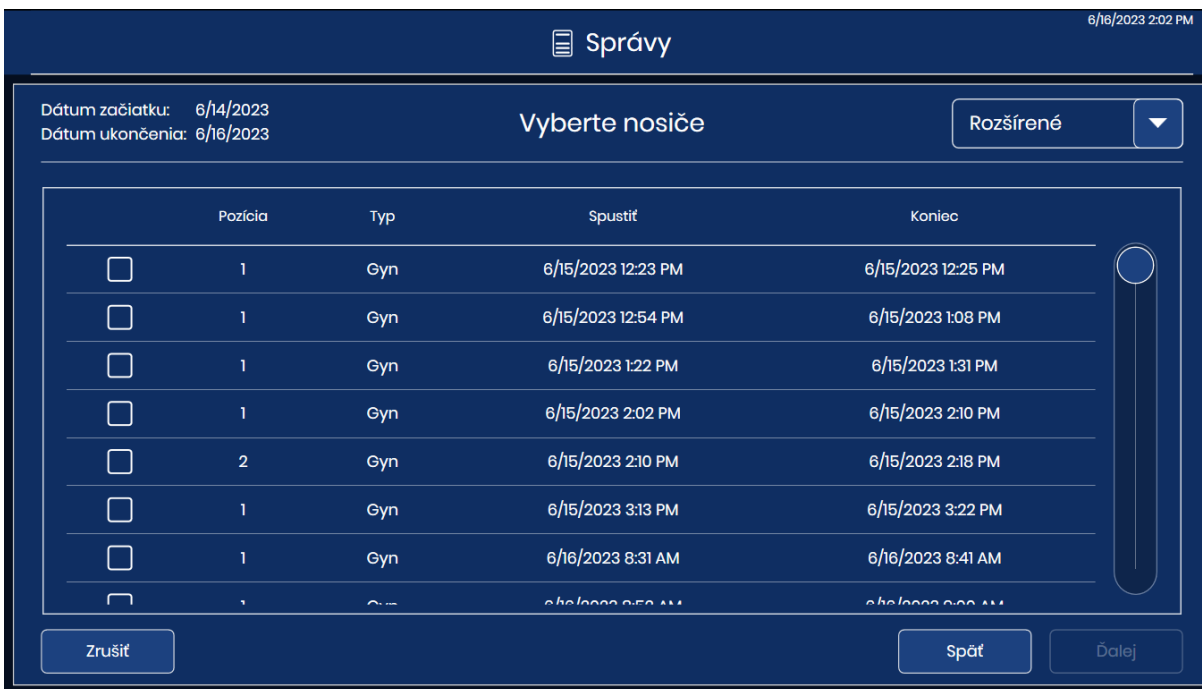 6/16/2023 2:02 PM
Správy
Dátum začiatku: 6/14/2023
Dátum ukončenia: 6/16/2023
Vyberte nosiče
Rozšírené
Pozícia Typ Spustiť Koniec
1 Gyn 6/15/2023 12:23 PM 6/15/2023 12:25 PM
1 Gyn 6/15/2023 12:54 PM 6/15/2023 1:08 PM
1 Gyn 6/15/2023 1:22 PM 6/15/2023 1:31 PM
1 Gyn 6/15/2023 2:02 PM 6/15/2023 2:10 PM
2 Gyn 6/15/2023 2:10 PM 6/15/2023 2:18 PM
1 Gyn 6/15/2023 3:13 PM 6/15/2023 3:22 PM
1 Gyn 6/16/2023 8:31 AM 6/16/2023 8:41 AM
Zrušiť Späť Ďalej